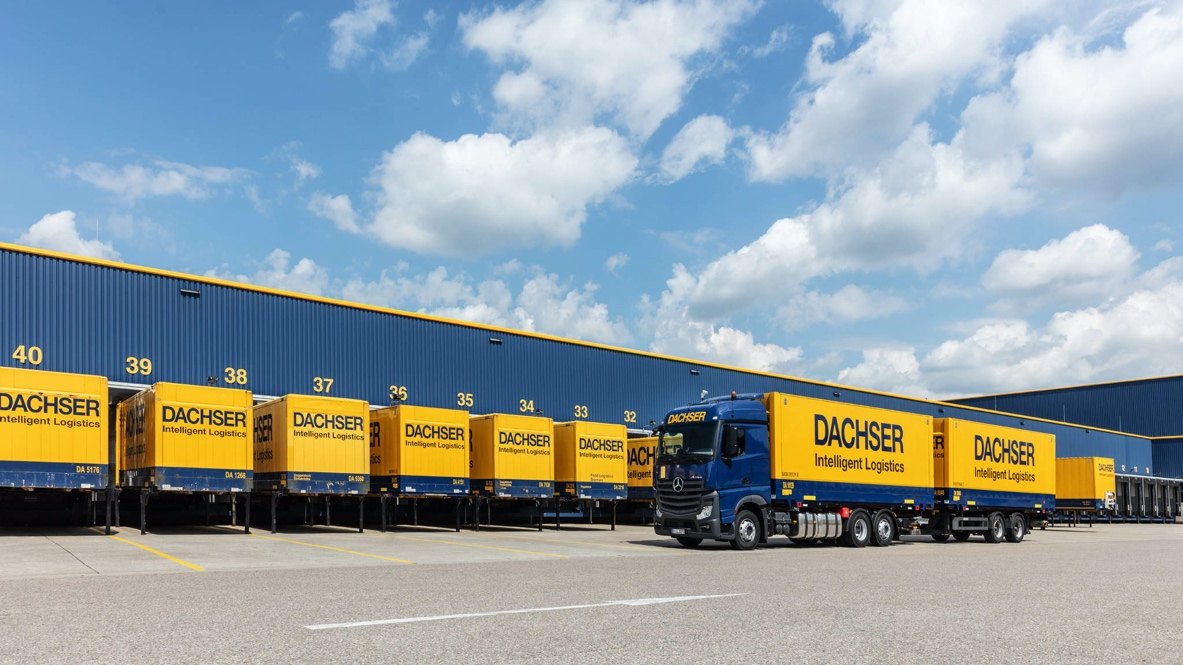 40
39
38
37
36
35
34
33
32
DACHSER
Intelligent Logistics
DA 5176
DACHSER
Intelligent Logistics
DA 1266
DACHSER
Intelligent Logistics
DACHSER
Intelligent Logistics
DACHSER
Intelligent Logistics
DACHSER
Intelligent Logistics
DACHSER
DACHSER
Intelligent Logistics
DACHSER
Intelligent Logistics
DACHSER